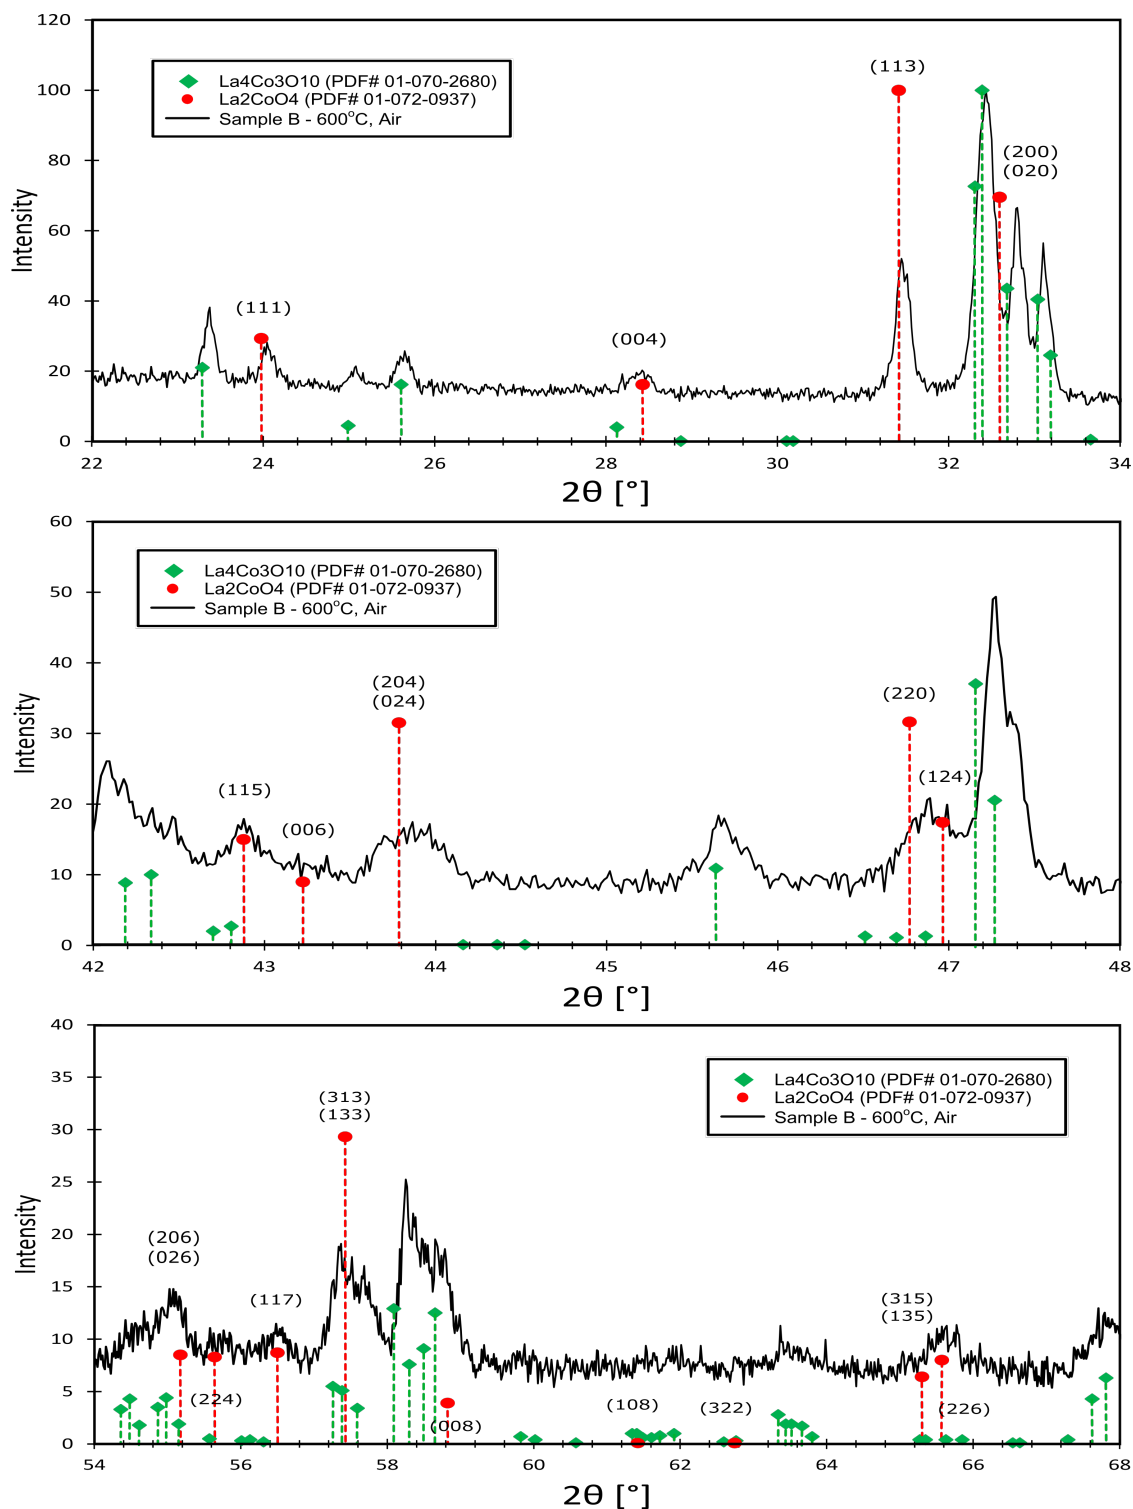 120
100
80
60
40
20
0
Intensity
La4Co3O10 (PDF# 01-070-2680)
La2CoO4 (PDF# 01-072-0937)
Sample B - 600°C, Air
(111)
(004)
(113)
(200)
(020)
22 24 26 28 30 32 34
2θ [°]
60
50
40
30
20
10
0
Intensity
La4Co3O10 (PDF# 01-070-2680)
La2CoO4 (PDF# 01-072-0937)
Sample B - 600°C, Air
(115)
(006)
(204)
(024)
(220)
(124)
42 43 44 45 46 47 48
2θ [°]
40
35
30
25
20
15
10
5
0
Intensity
La4Co3O10 (PDF# 01-070-2680)
La2CoO4 (PDF# 01-072-0937)
Sample B - 600°C, Air
(206)
(026)
(224)
(117)
(313)
(133)
(008)
(108)
(322)
(315)
(135)
(226)
54 56 58 60 62 64 66 68
2θ [°]